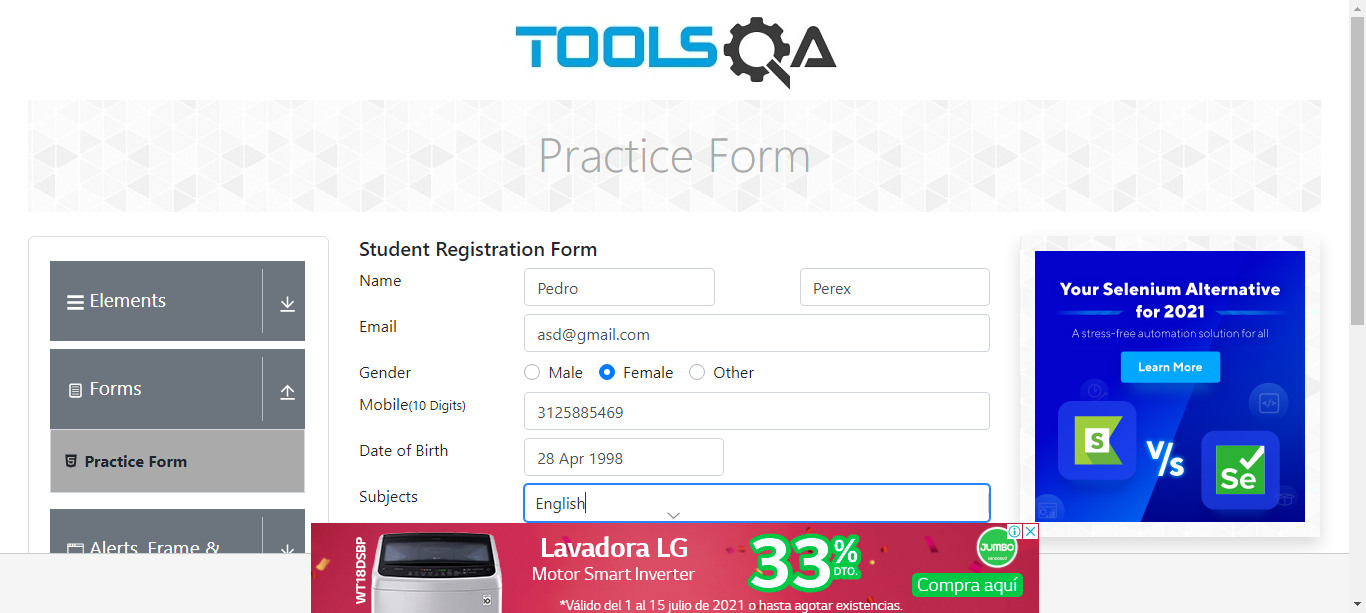 TOOLSQA
Practice Form
Elements
Forms
Practice Form
Alerts, Frame &
Student Registration Form
Name
Pedro
Perex
Email
asd@gmail.com
Gender
Male
Female
Other
Mobile(10 Digits)
3125885469
Date of Birth
28 Apr 1998
Subjects
English
Your Selenium Alternative
for 2021
A stress-free automation solution for all
Learn More
S
V/s
Se
WT18DSBP
Lavadora LG
Motor Smart Inverter
33%
DTO.
JUMBO
Compra aquí
*Válido del 1 al 15 julio de 2021 o hasta agotar existencias.